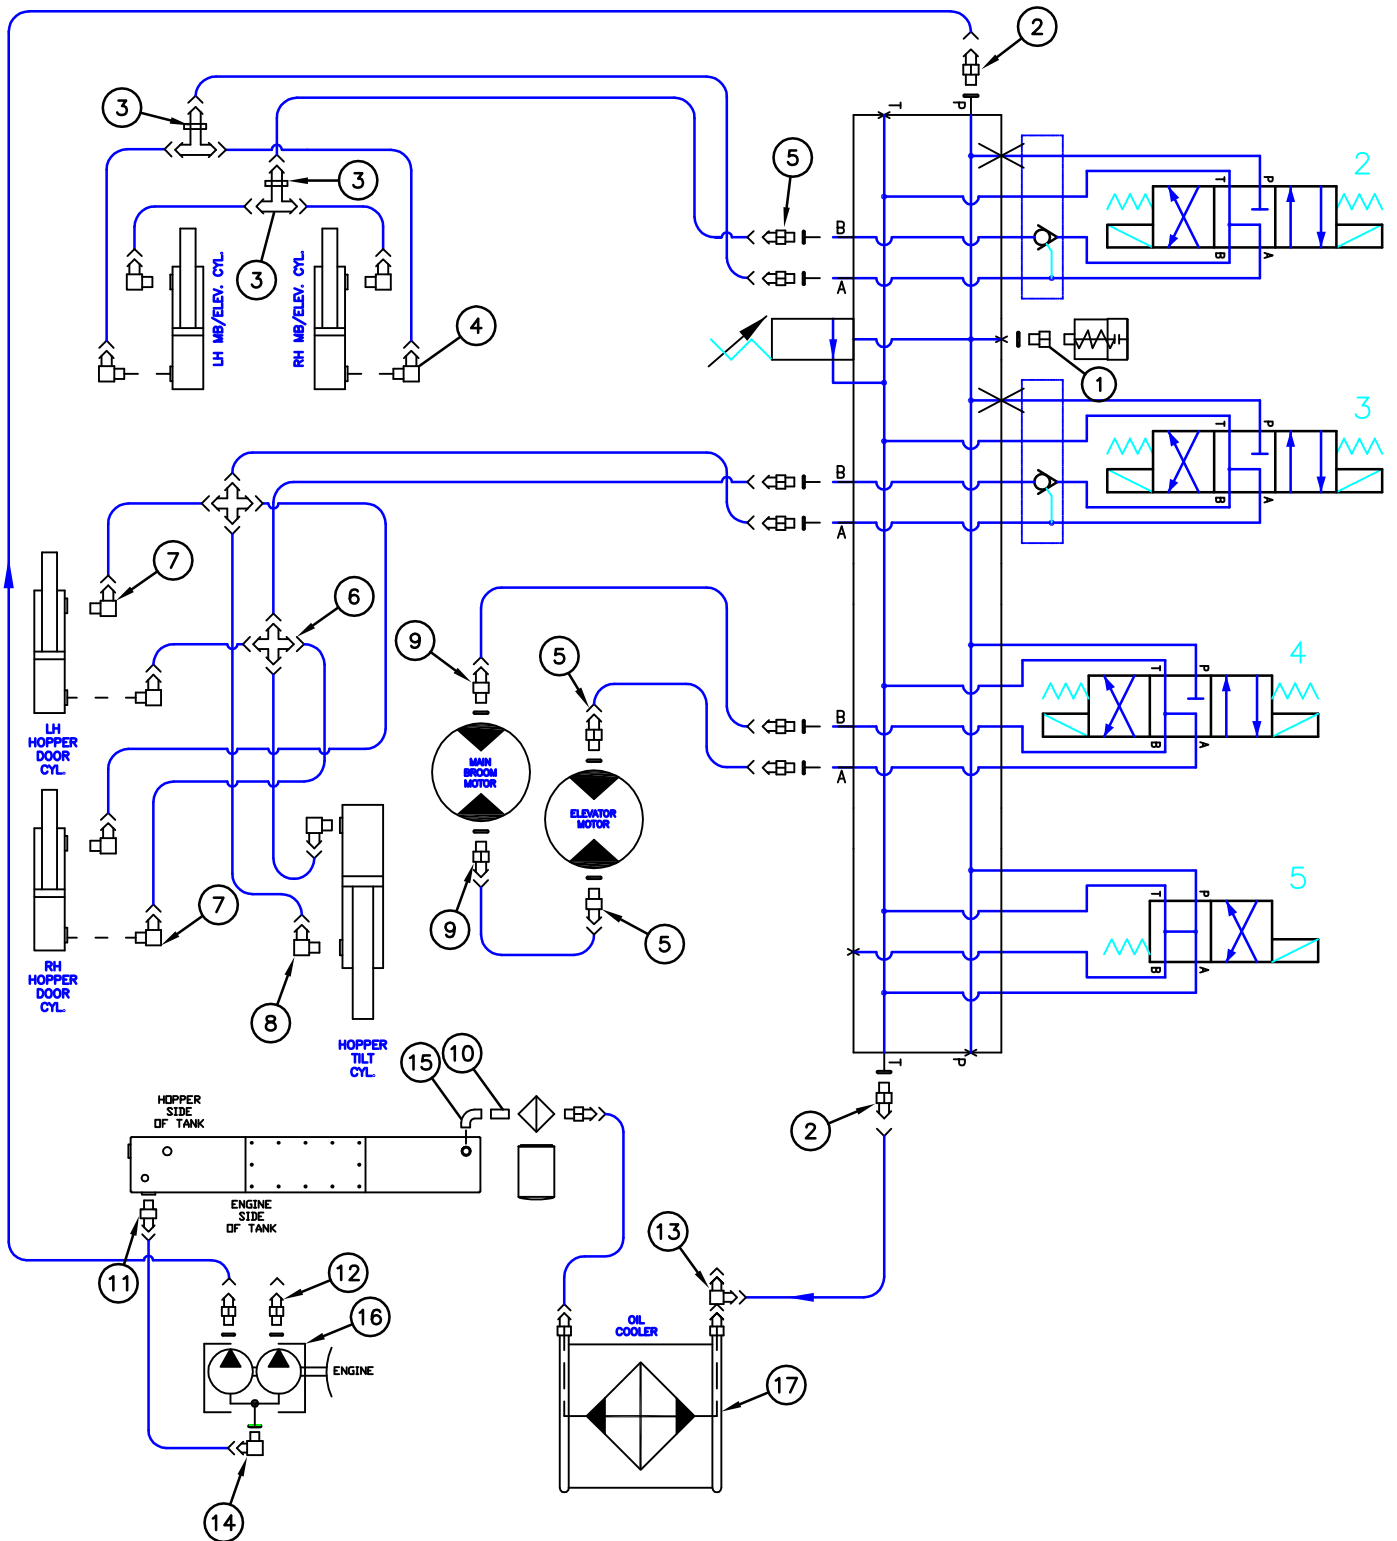 2
T
P
3
3
3
5
2
T
P
B
A
B
A
LH MB/ELEV. CYL.
RH MB/ELEV. CYL.
4
1
3
T
P
B
A
B
A
7
6
9
5
4
T
P
B
A
B
A
LH
HOPPER
DOOR
CYL.
MAIN
BROOM
MOTOR
ELEVATOR
MOTOR
5
T
P
B
A
7
9
5
RH
HOPPER
DOOR
CYL.
8
HOPPER
TILT
CYL.
15
10
T
P
HOPPER
SIDE
OF TANK
2
ENGINE
SIDE
OF TANK
13
11
12
16
OIL
COOLER
ENGINE
17
14